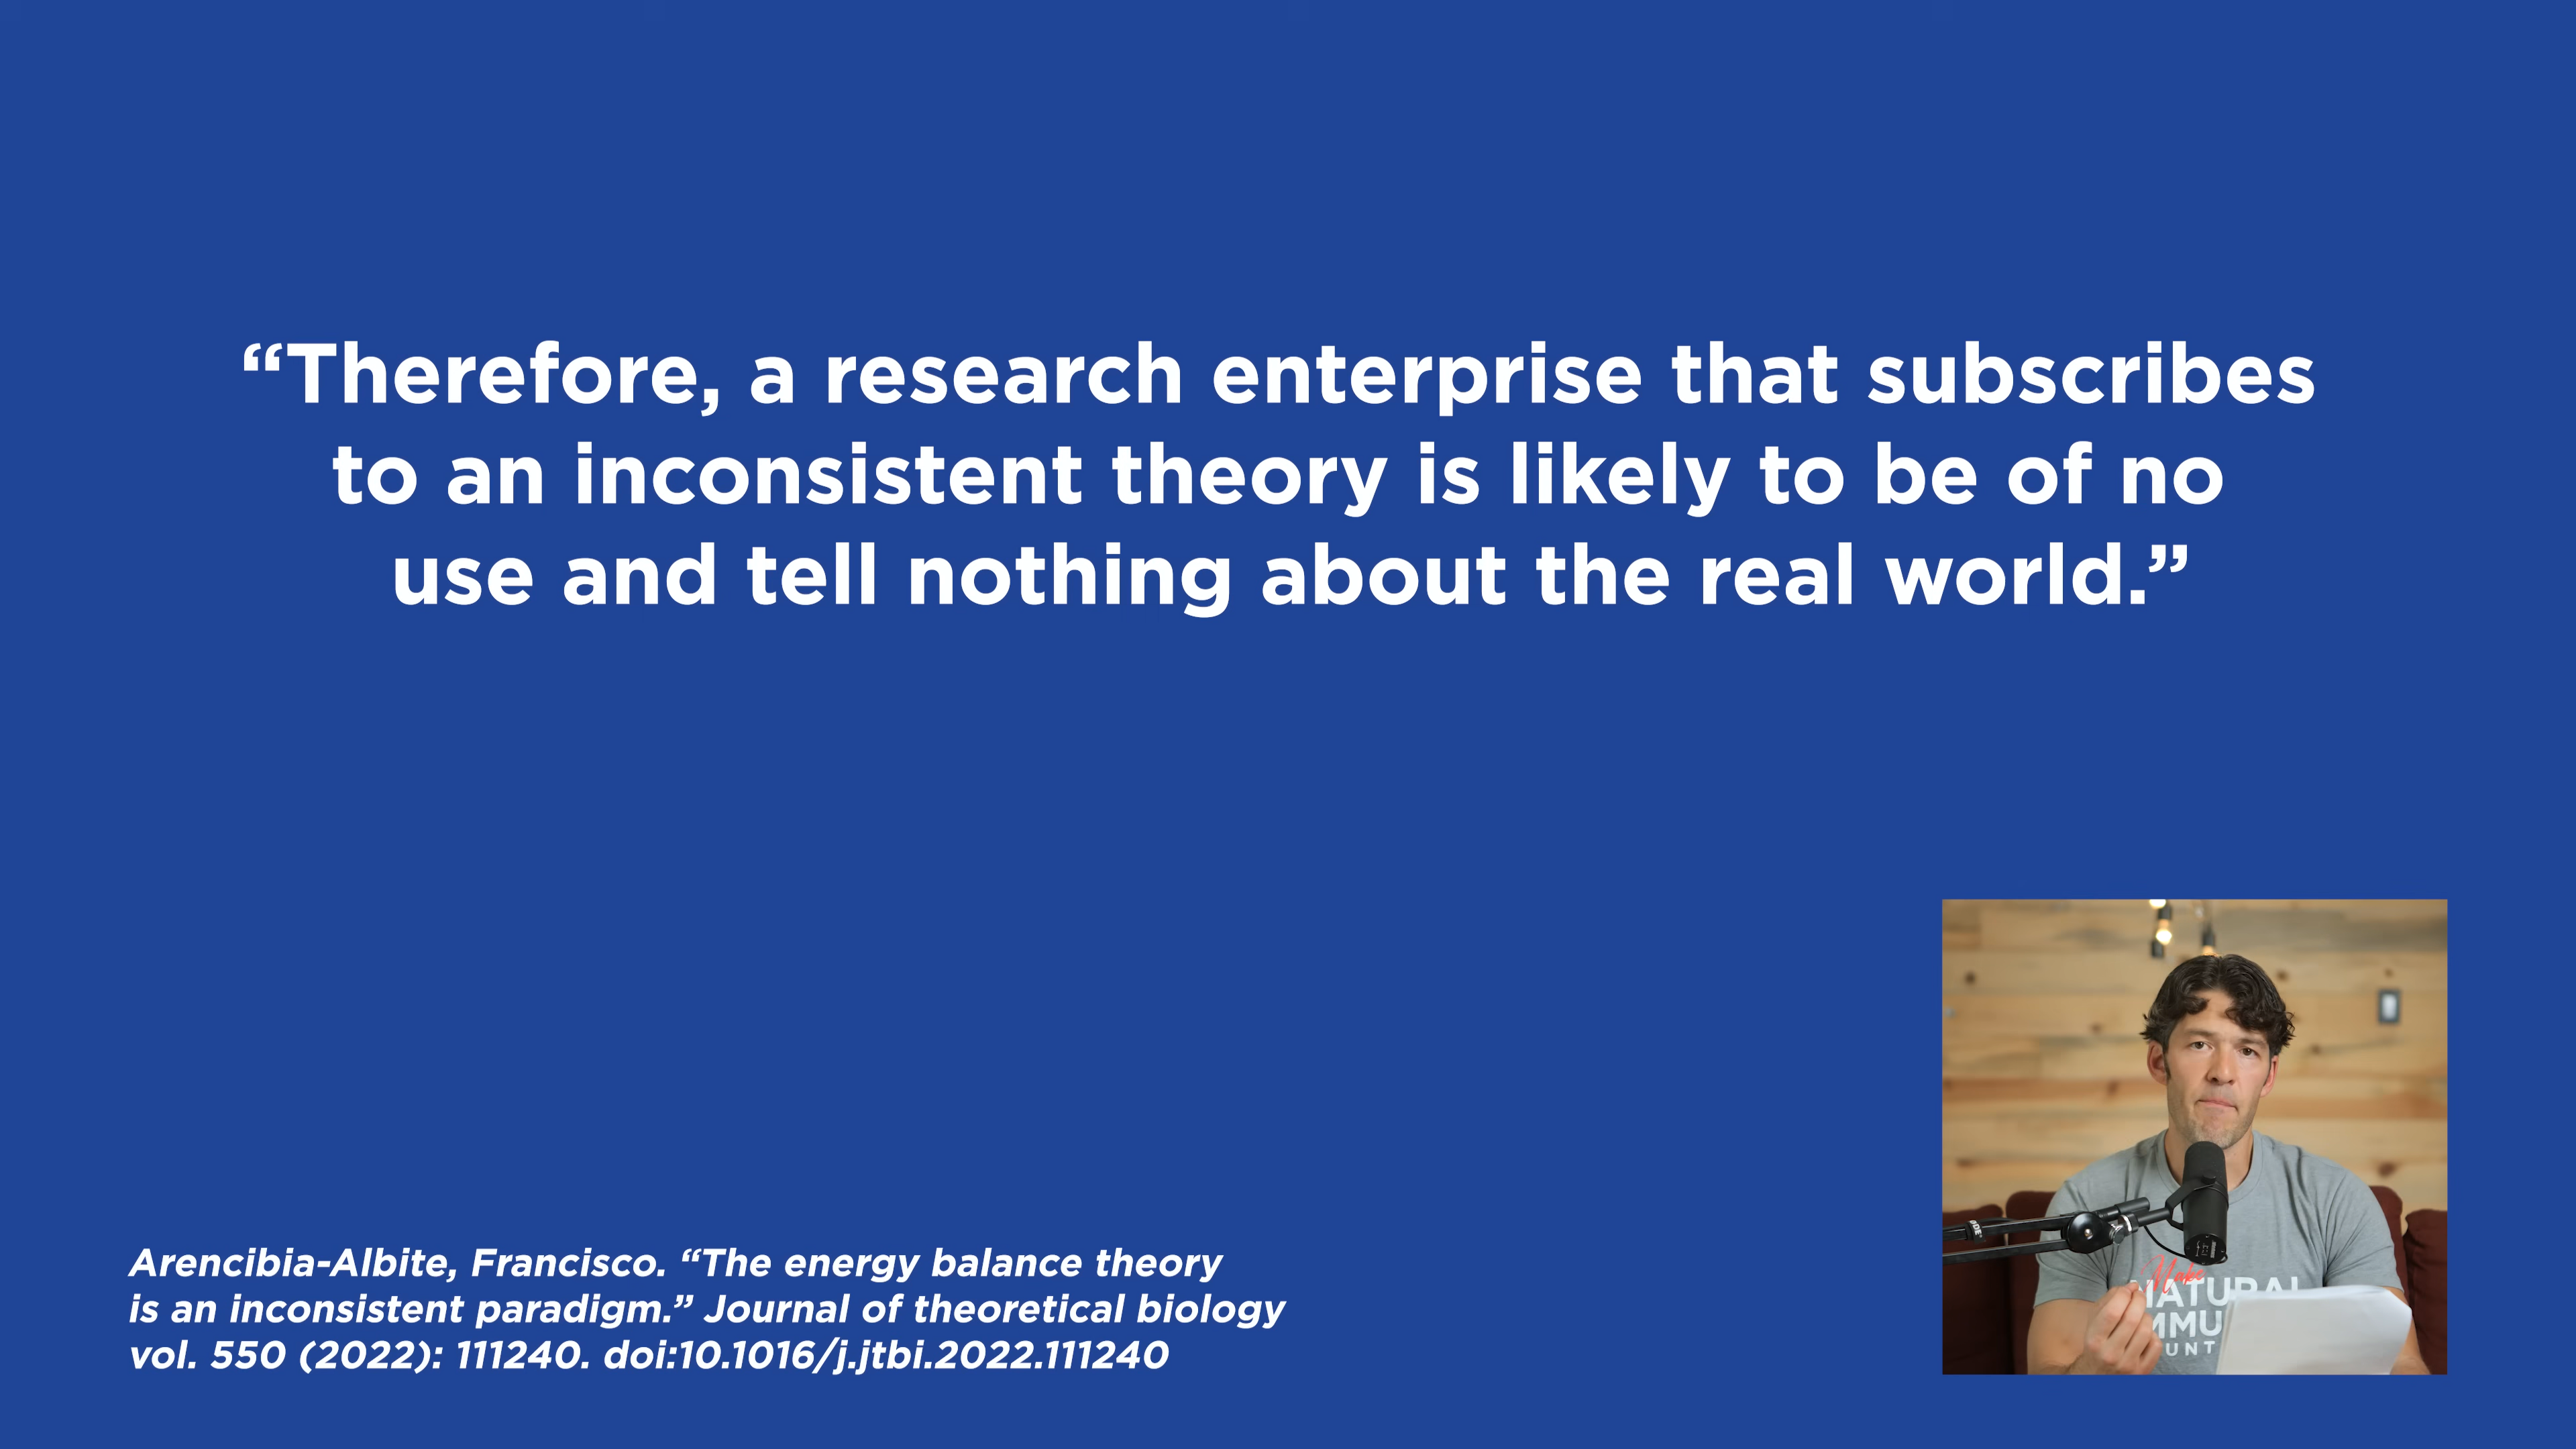 “Therefore, a research enterprise that subscribes
to an inconsistent theory is likely to be of no
use and tell nothing about the real world.”
Arencibia-Albite, Francisco. “The energy balance theory
is an inconsistent paradigm.” Journal of theoretical biology
vol. 550 (2022): 111240. doi:10.1016/j.jtbi.2022.111240
Make
NATURAL